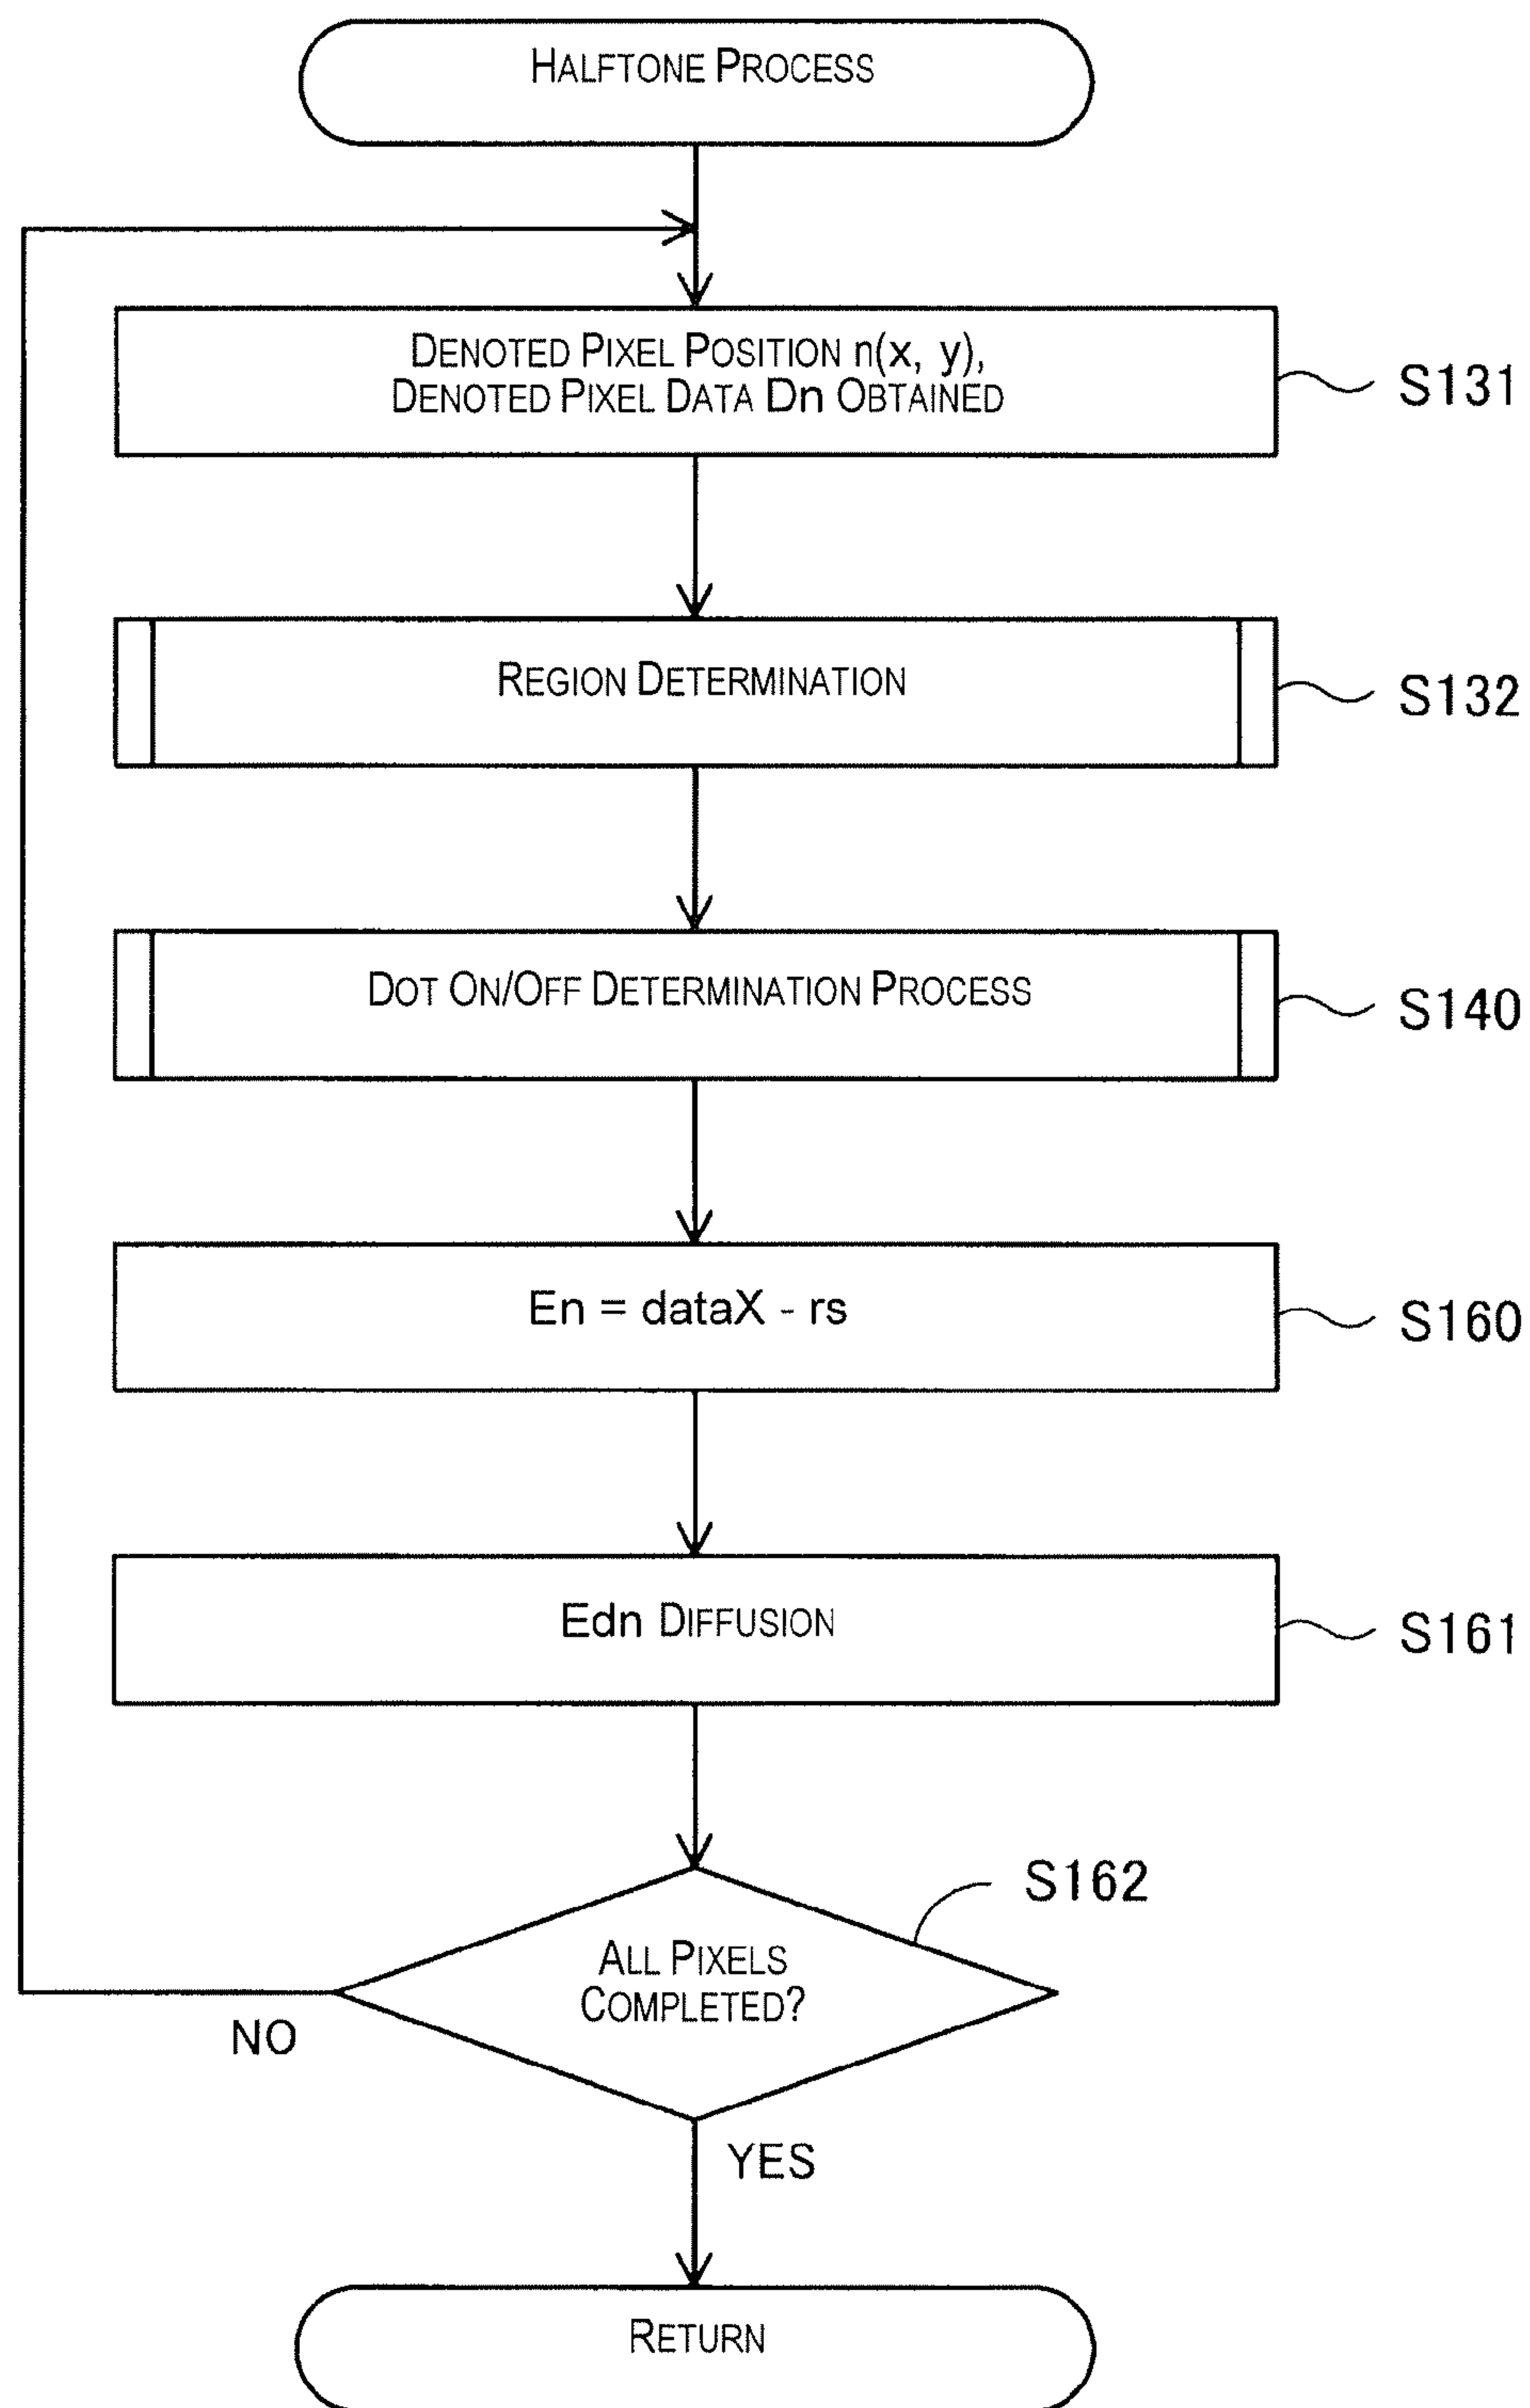 HALFTONE PROCESS
DENOTED PIXEL POSITION n(x, y),
DENOTED PIXEL DATA Dn OBTAINED
S131
REGION DETERMINATION
S132
DOT ON/OFF DETERMINATION PROCESS
S140
En = dataX - rs
S160
Edn DIFFUSION
S161
S162
ALL PIXELS
COMPLETED?
NO
YES
RETURN